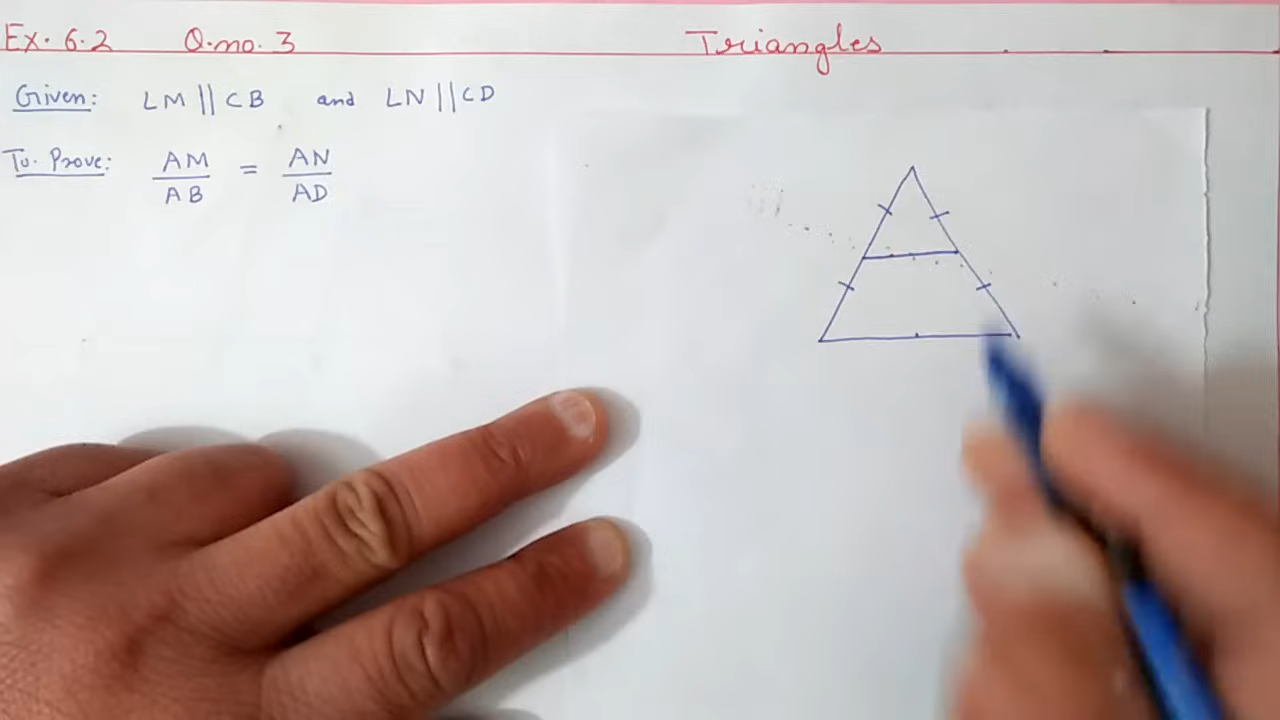 Ex. 6.2 Q.no. 3 Triangles
Given: LM || CB and LN || CD
To. Prove: AM/AB = AN/AD